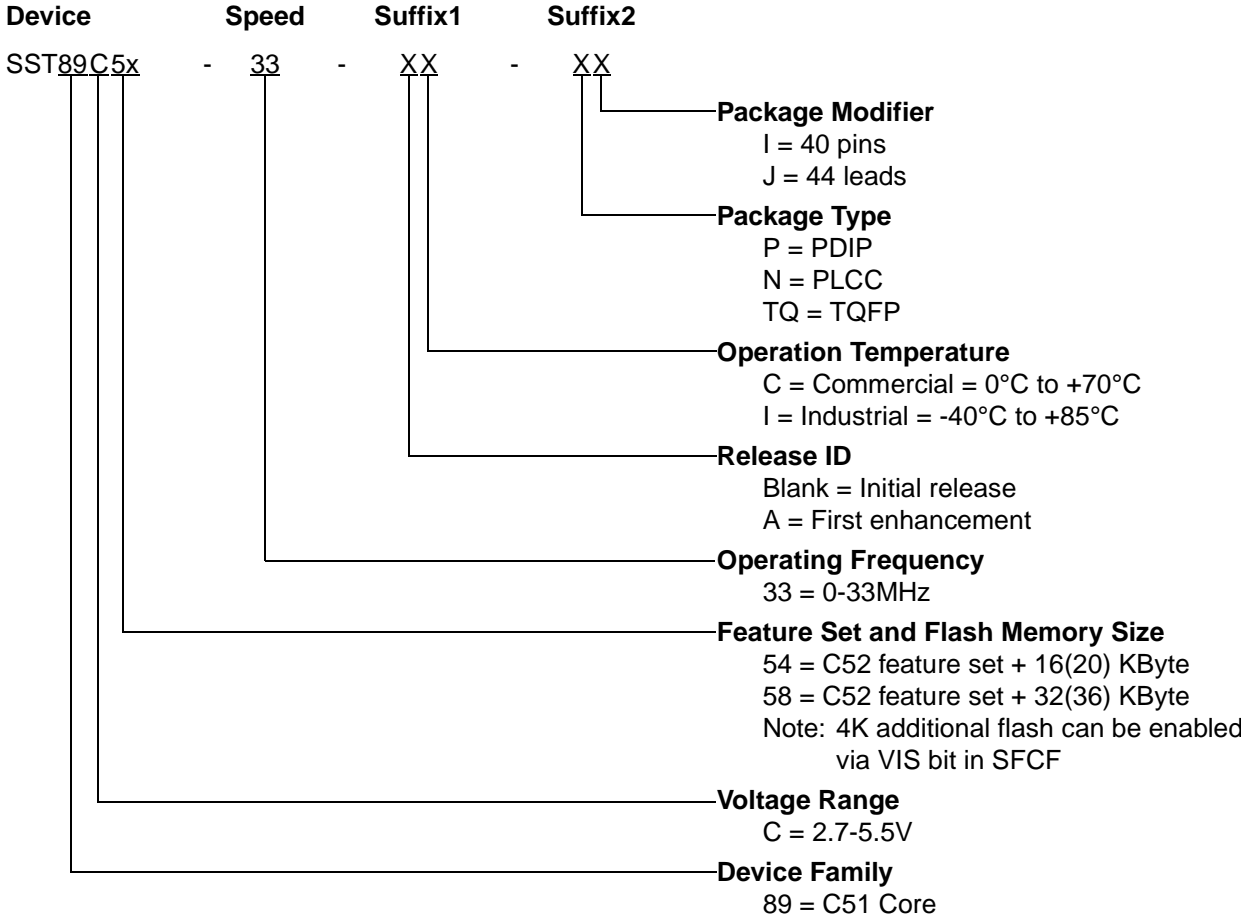 Device Speed Suffix1 Suffix2
SST89C5x - 33 - XX - XX
Package Modifier
I = 40 pins
J = 44 leads
Package Type
P = PDIP
N = PLCC
TQ = TQFP
Operation Temperature
C = Commercial = 0°C to +70°C
I = Industrial = -40°C to +85°C
Release ID
Blank = Initial release
A = First enhancement
Operating Frequency
33 = 0-33MHz
Feature Set and Flash Memory Size
54 = C52 feature set + 16(20) KByte
58 = C52 feature set + 32(36) KByte
Note: 4K additional flash can be enabled
via VIS bit in SFCF
Voltage Range
C = 2.7-5.5V
Device Family
89 = C51 Core